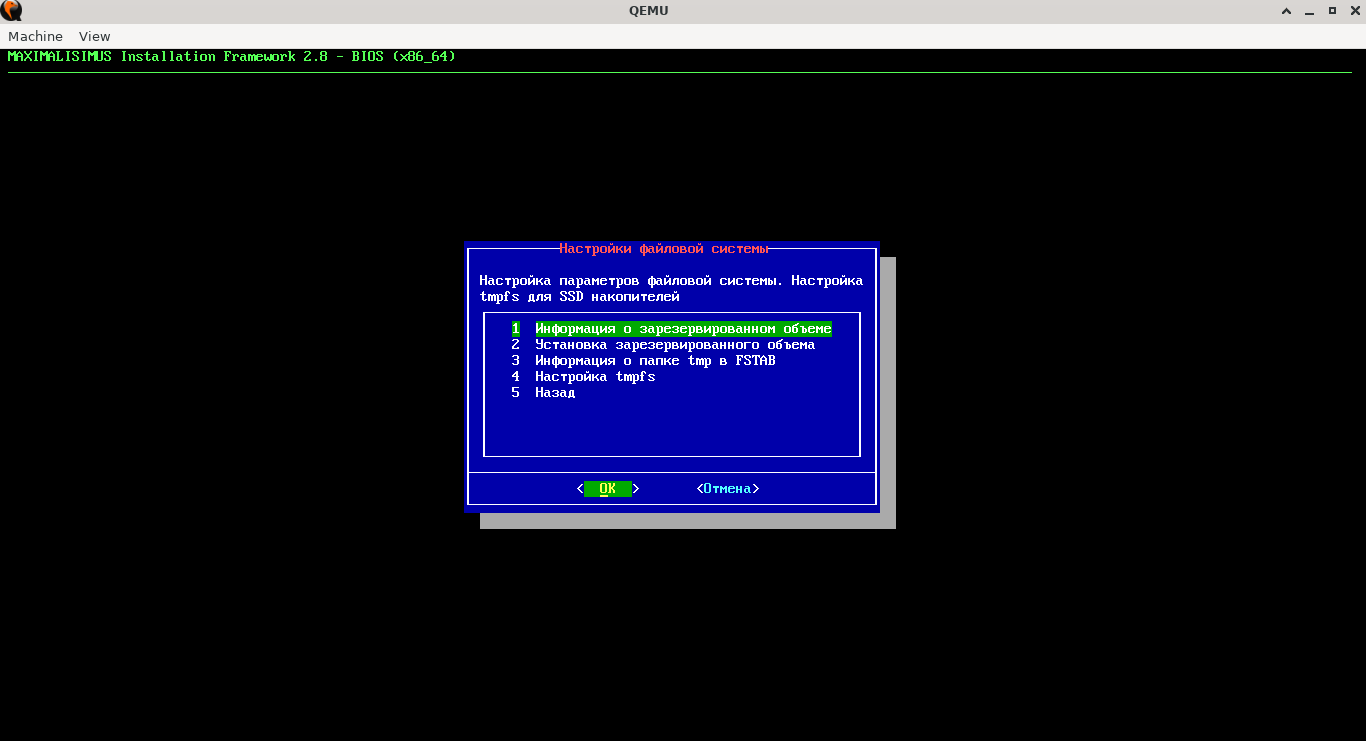 QEMU
Machine View
MAXIMALISIMUS Installation Framework 2.8 - BIOS (x86_64)
Настройки файловой системы
Настройка параметров файловой системы. Настройка
tmpfs для SSD накопителей
1 Информация о зарезервированном объеме
2 Установка зарезервированного объема
3 Информация о папке tmp в FSTAB
4 Настройка tmpfs
5 Назад
< OK > <Отмена>